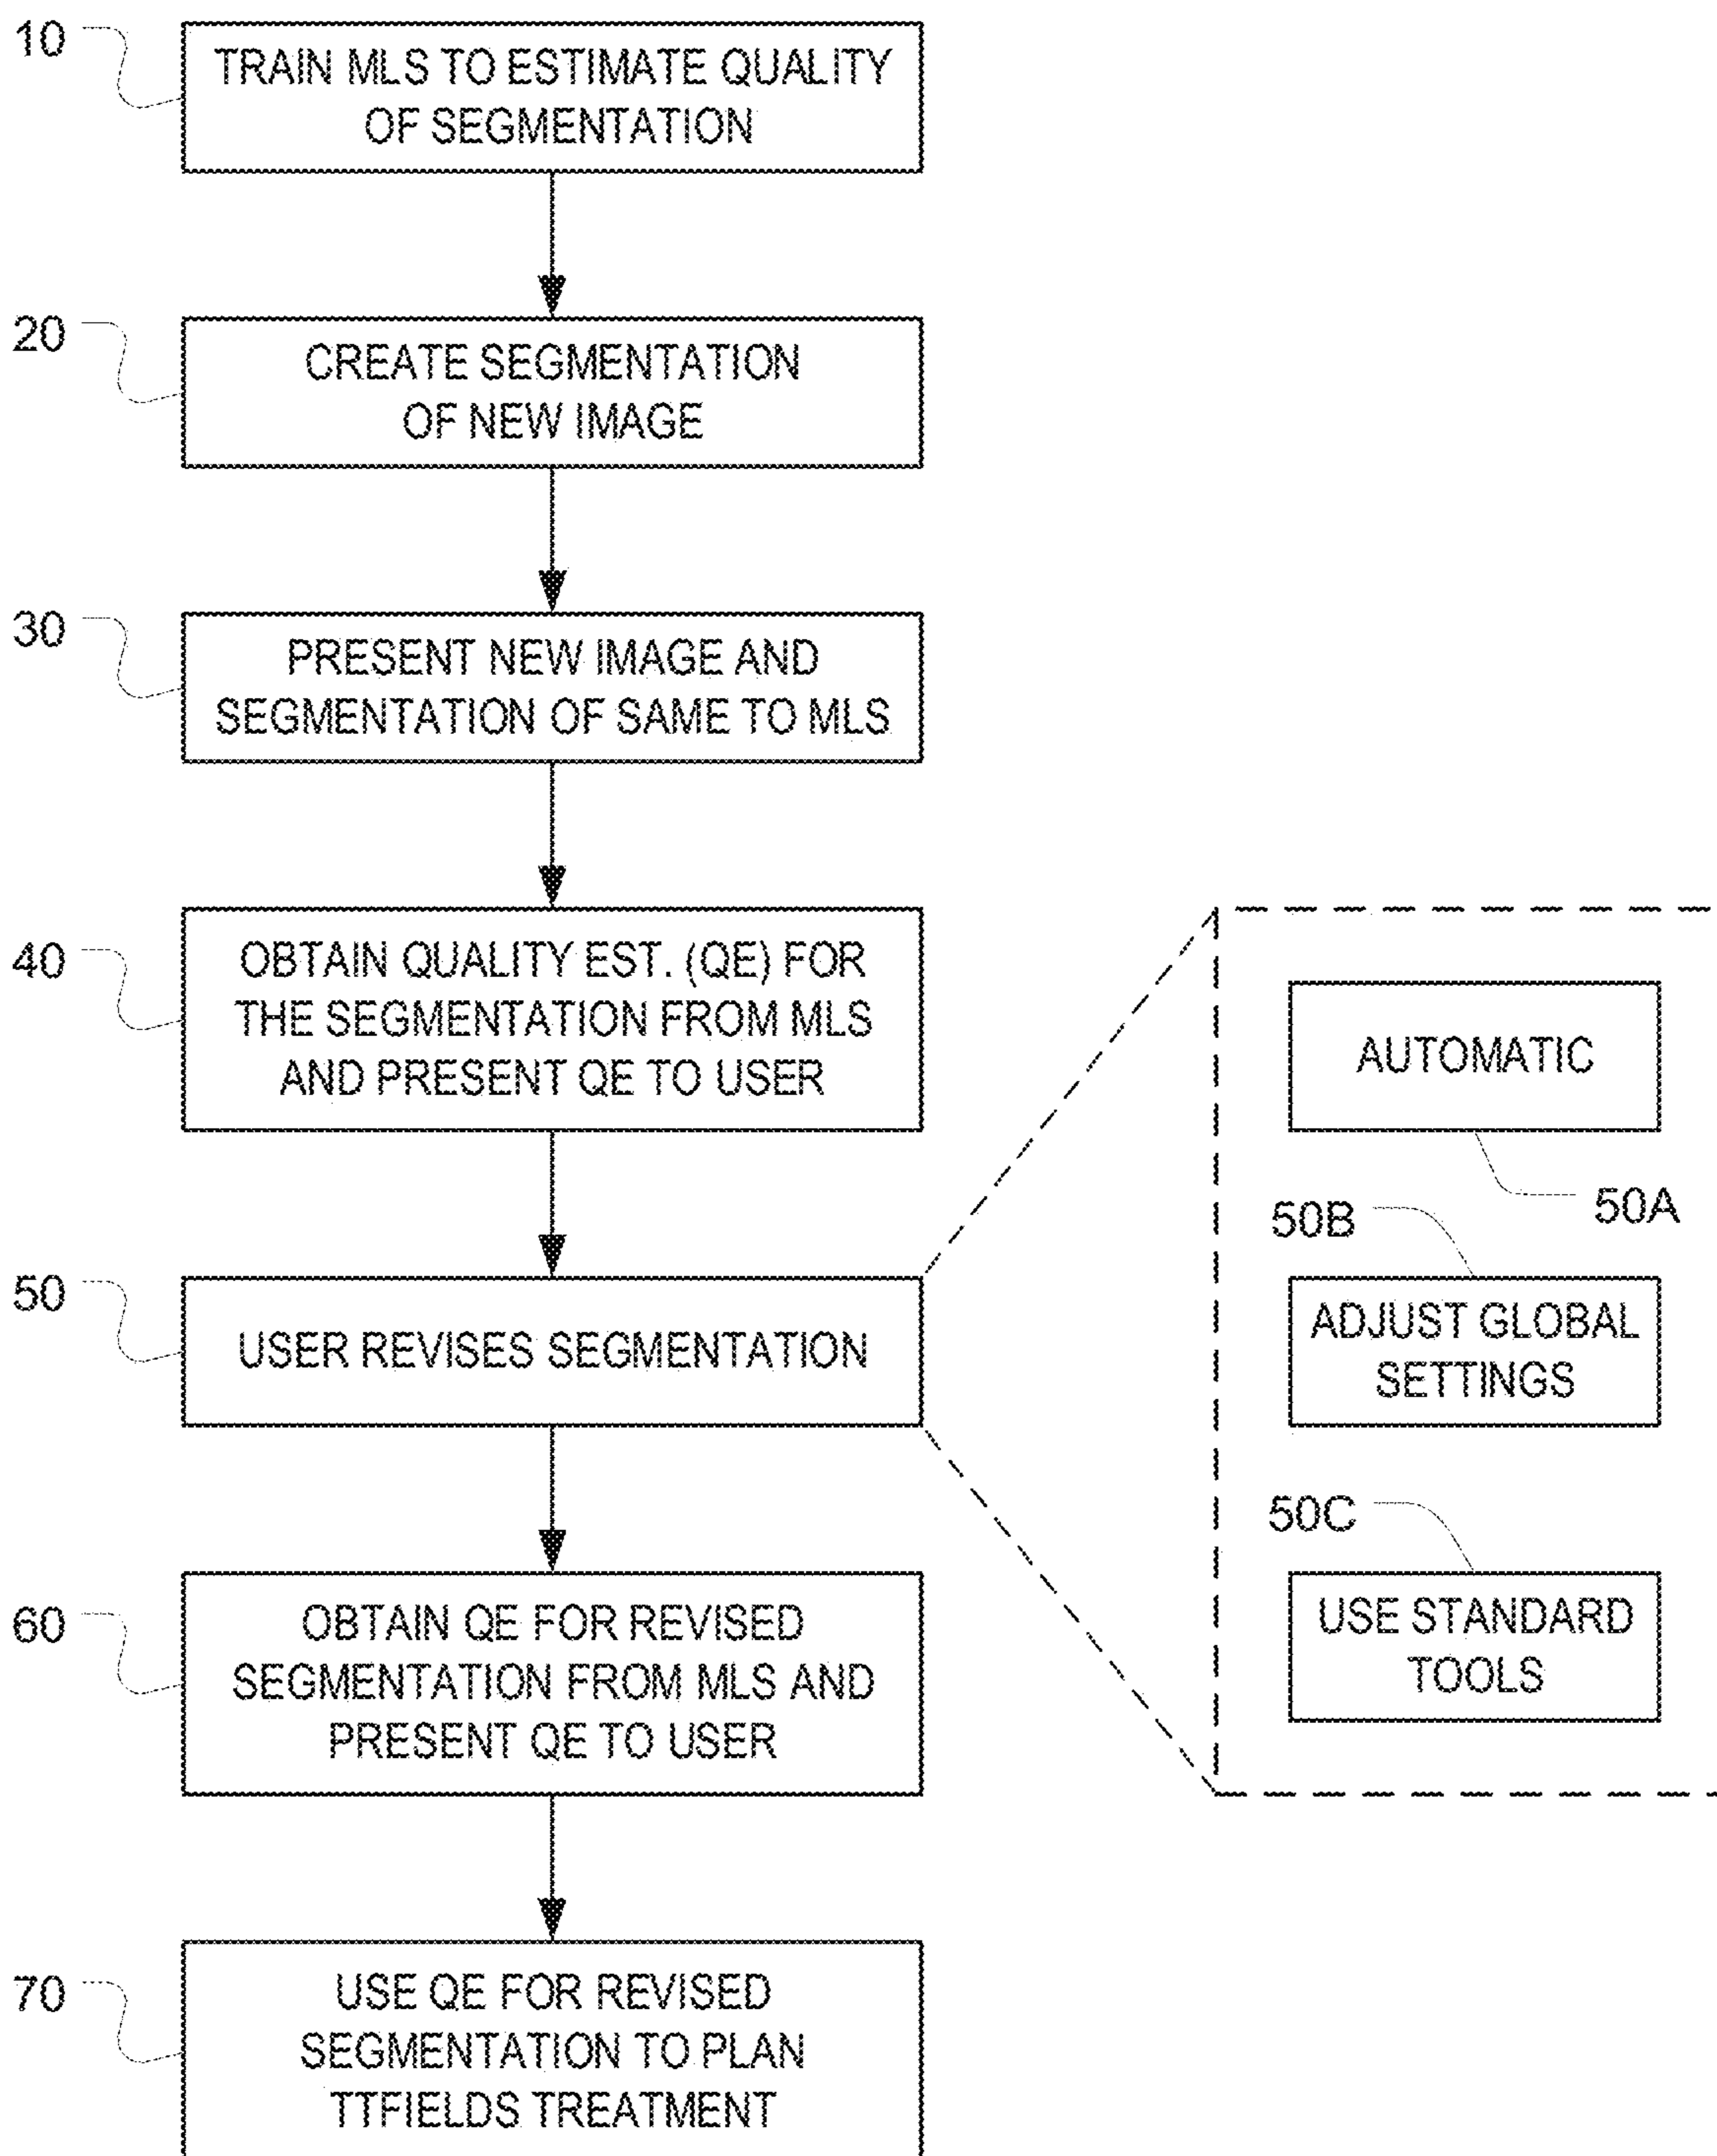 10
TRAIN MLS TO ESTIMATE QUALITY
OF SEGMENTATION
20
CREATE SEGMENTATION
OF NEW IMAGE
30
PRESENT NEW IMAGE AND
SEGMENTATION OF SAME TO MLS
40
OBTAIN QUALITY EST. (QE) FOR
THE SEGMENTATION FROM MLS
AND PRESENT QE TO USER
50
USER REVISES SEGMENTATION
AUTOMATIC
50A
50B
ADJUST GLOBAL
SETTINGS
50C
USE STANDARD
TOOLS
60
OBTAIN QE FOR REVISED
SEGMENTATION FROM MLS AND
PRESENT QE TO USER
70
USE QE FOR REVISED
SEGMENTATION TO PLAN
TTFIELDS TREATMENT